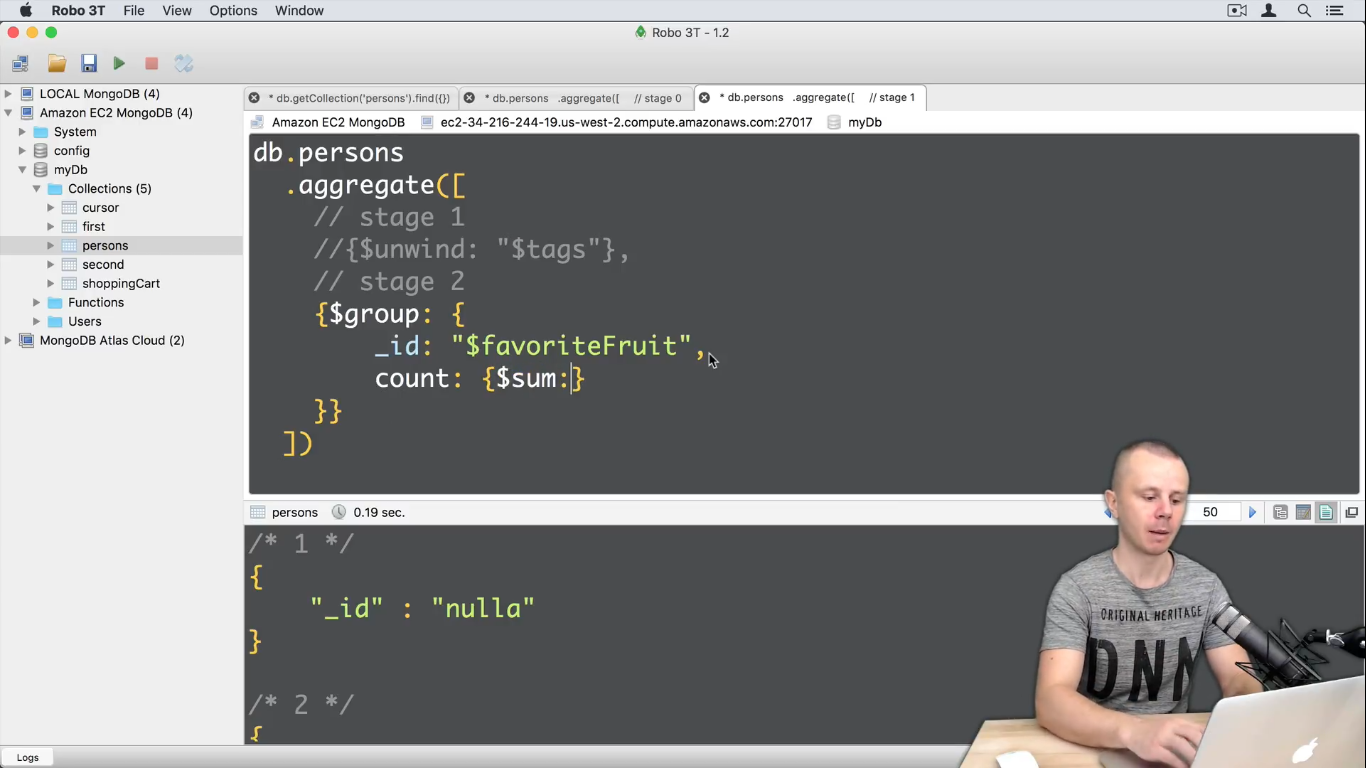 Robo 3T File View Options Window
Robo 3T - 1.2
LOCAL MongoDB (4)
Amazon EC2 MongoDB (4)
System
config
myDb
Collections (5)
cursor
first
persons
second
shoppingCart
Functions
Users
MongoDB Atlas Cloud (2)
* db.getCollection('persons').find({}) * db.persons .aggregate([ // stage 0 * db.persons .aggregate([ // stage 1
Amazon EC2 MongoDB ec2-34-216-244-19.us-west-2.compute.amazonaws.com:27017 myDb
db.persons
.aggregate([
// stage 1
//{$unwind: "$tags"},
// stage 2
{$group: {
_id: "$favoriteFruit",
count: {$sum:}
}}
])
persons 0.19 sec. 50
/* 1 */
{
"_id" : "nulla"
}
/* 2 */
{
ORIGINAL HERITAGE
DNM
Logs